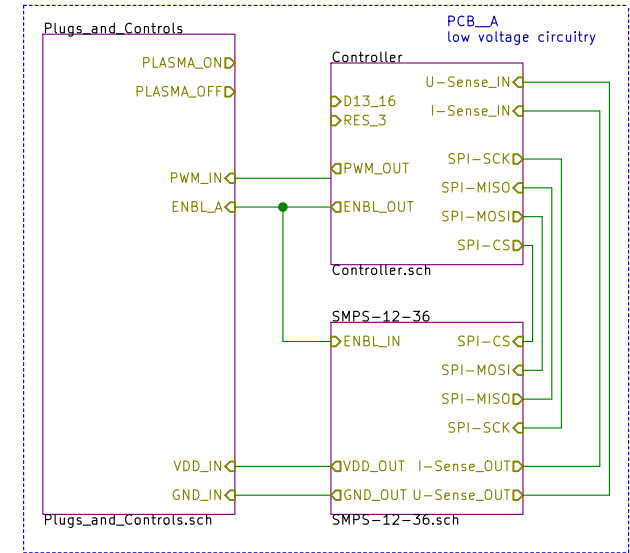 PCB__A
low voltage circuitry
Plugs_and_Controls
PLASMA_ON
PLASMA_OFF
PWM_IN
ENBL_A
VDD_IN
GND_IN
Plugs_and_Controls.sch
Controller
U-Sense_IN
I-Sense_IN
D13_16
RES_3
SPI-SCK
PWM_OUT
SPI-MISO
ENBL_OUT
SPI-MOSI
SPI-CS
Controller.sch
SMPS-12-36
ENBL_IN
SPI-CS
SPI-MOSI
SPI-MISO
SPI-SCK
VDD_OUT I-Sense_OUT
GND_OUT U-Sense_OUT
SMPS-12-36.sch